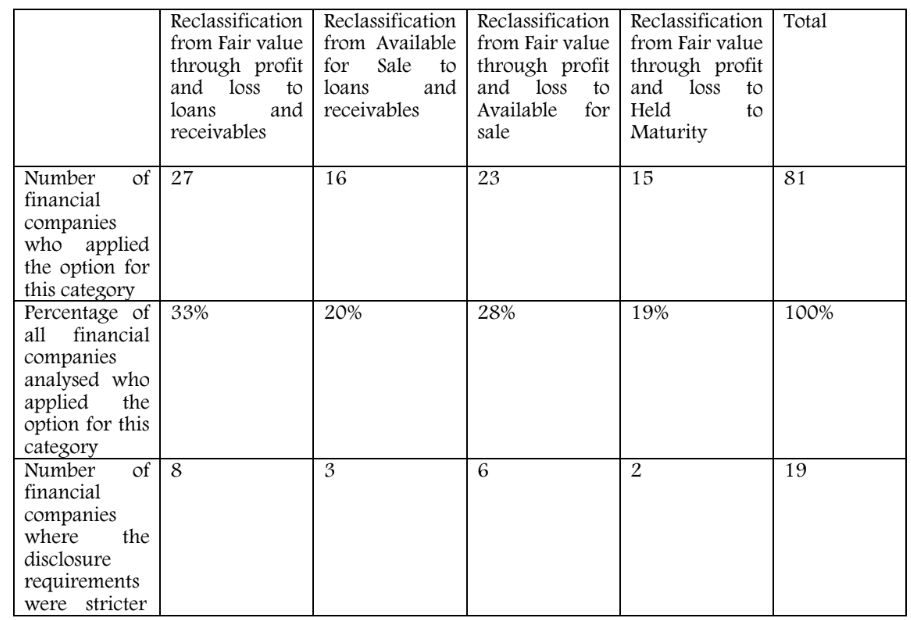 Reclassification
from Fair value
through profit
and loss to
loans and
receivables
Reclassification
from Available
for Sale to
loans and
receivables
Reclassification
from Fair value
through profit
and loss to
Available for
sale
Reclassification
from Fair value
through profit
and loss to
Held to
Maturity
Total
Number of
financial
companies
who applied
the option for
this category
27
16
23
15
81
Percentage of
all financial
companies
analysed who
applied the
option for this
category
33%
20%
28%
19%
100%
Number of
financial
companies
where the
disclosure
requirements
were stricter
8
3
6
2
19